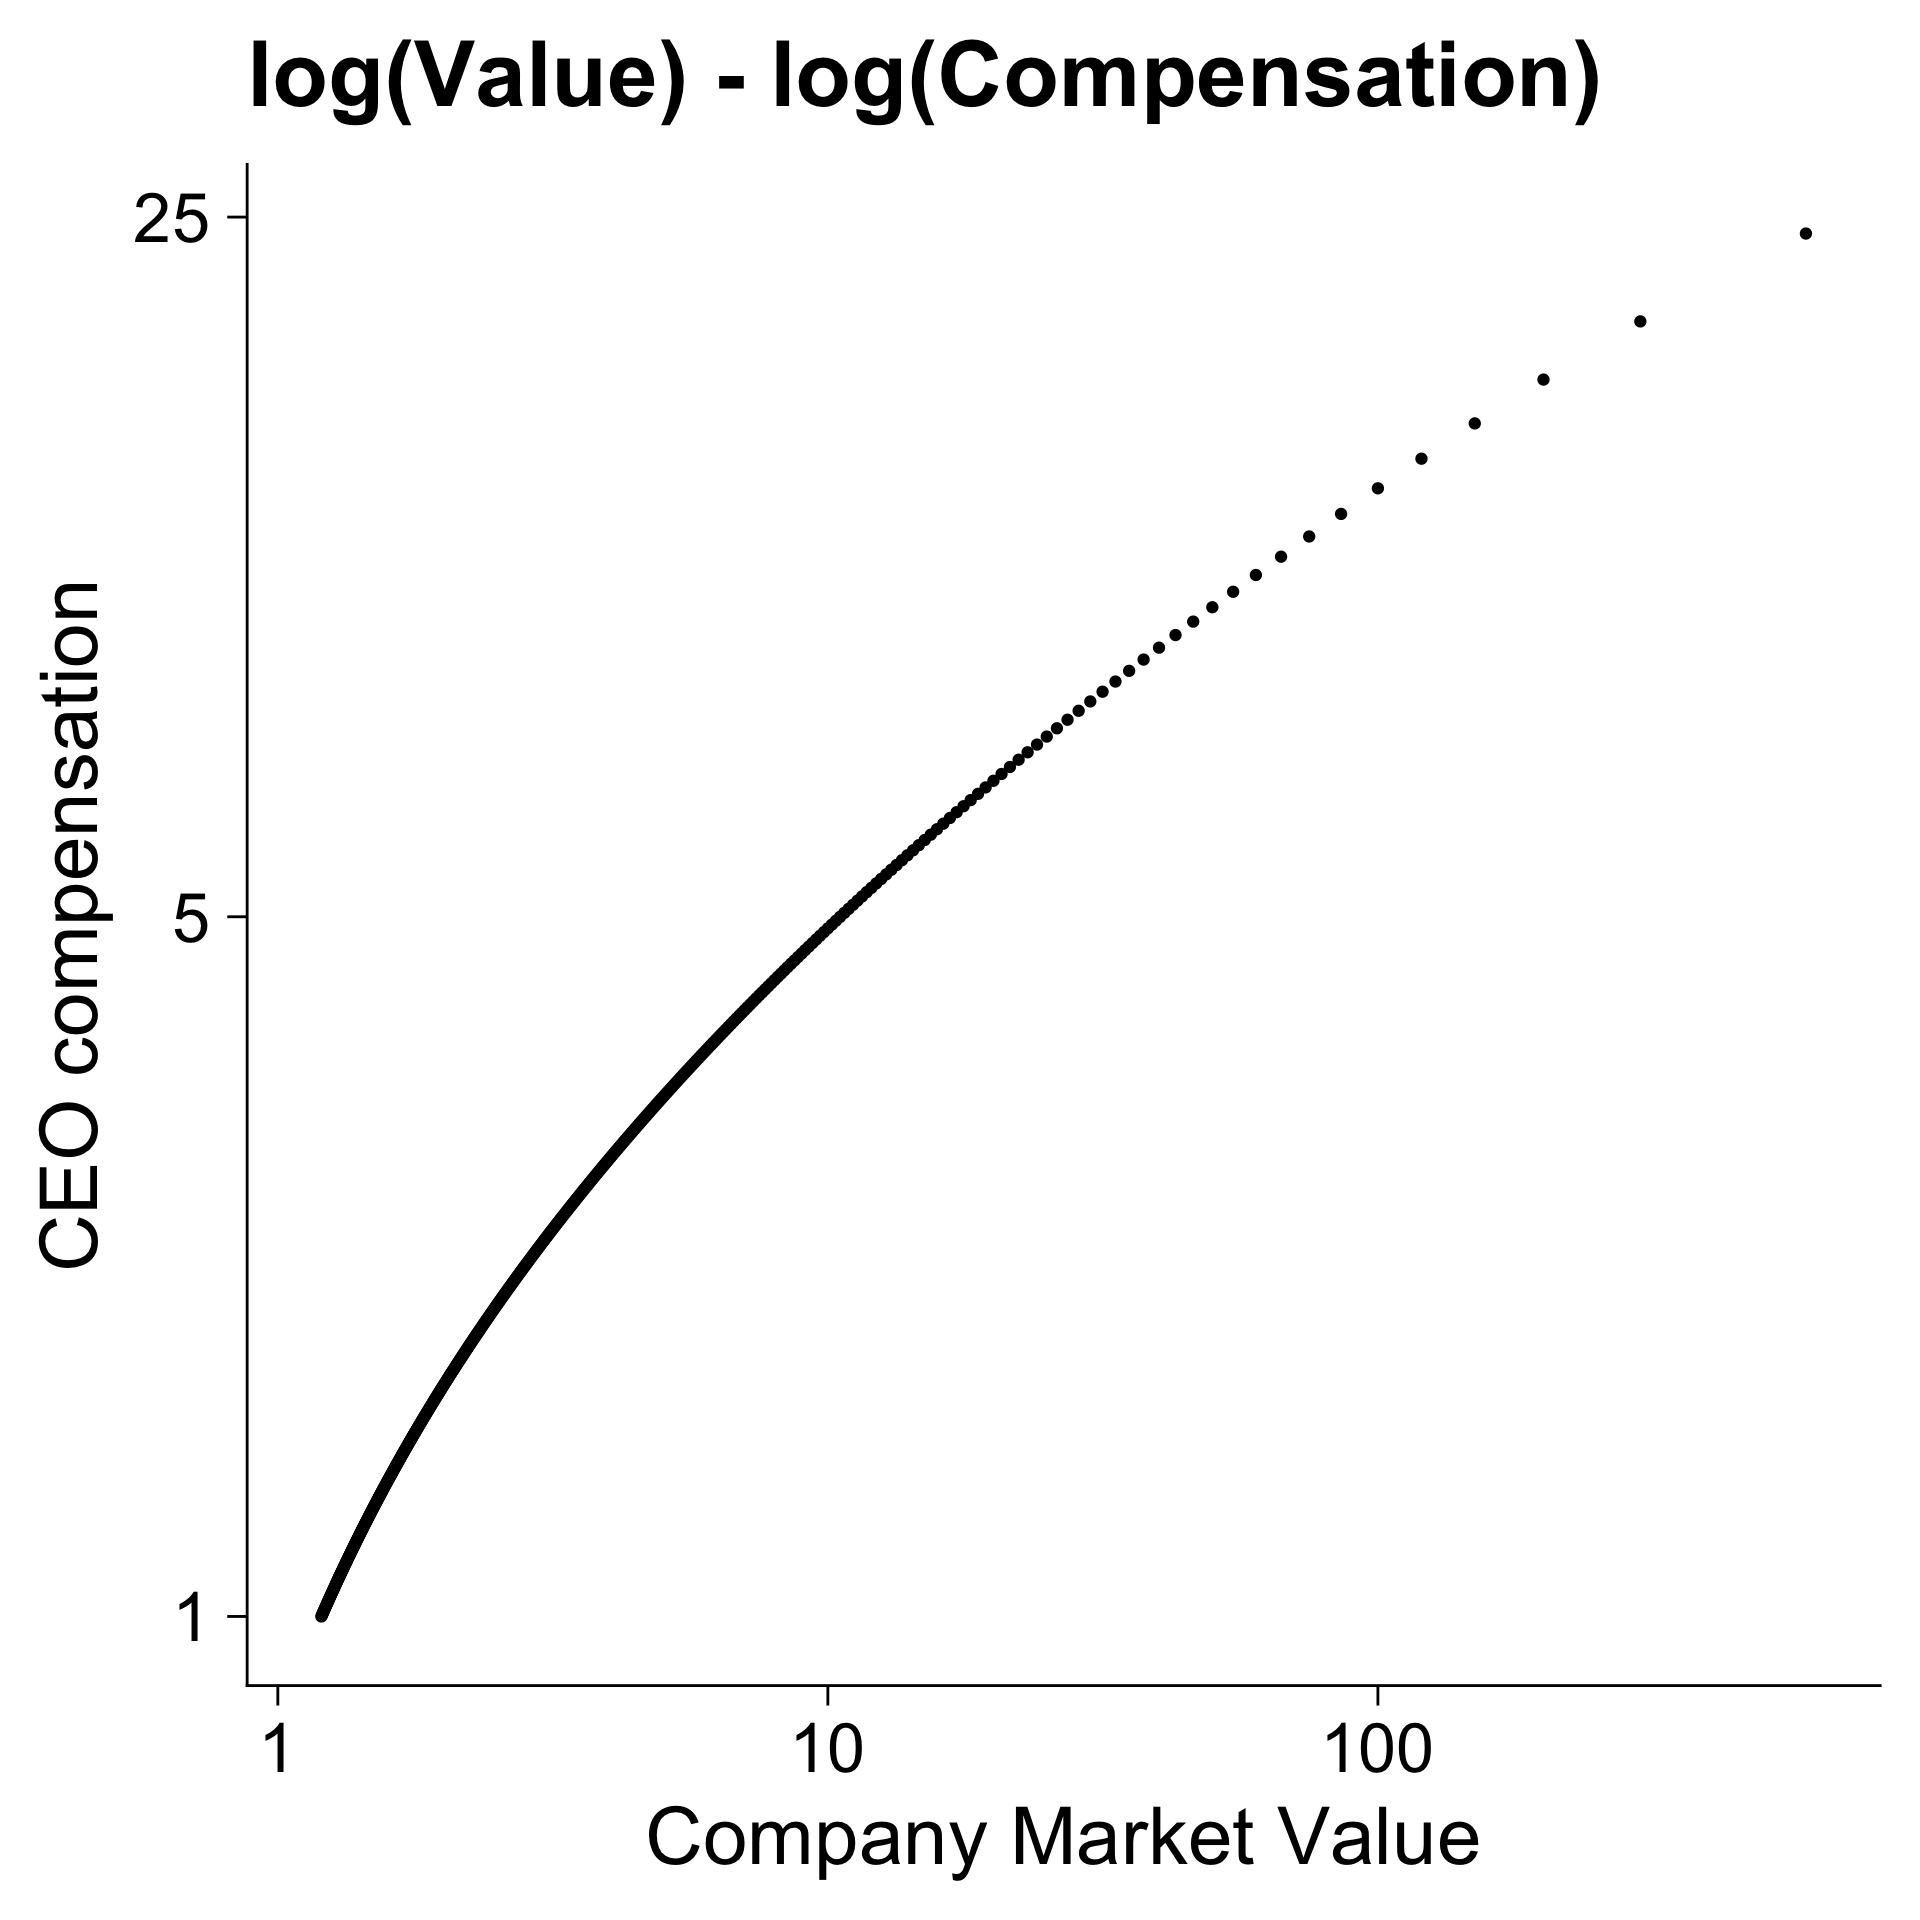 log(Value) - log(Compensation)
25
5
1
CEO compensation
1
10
100
Company Market Value